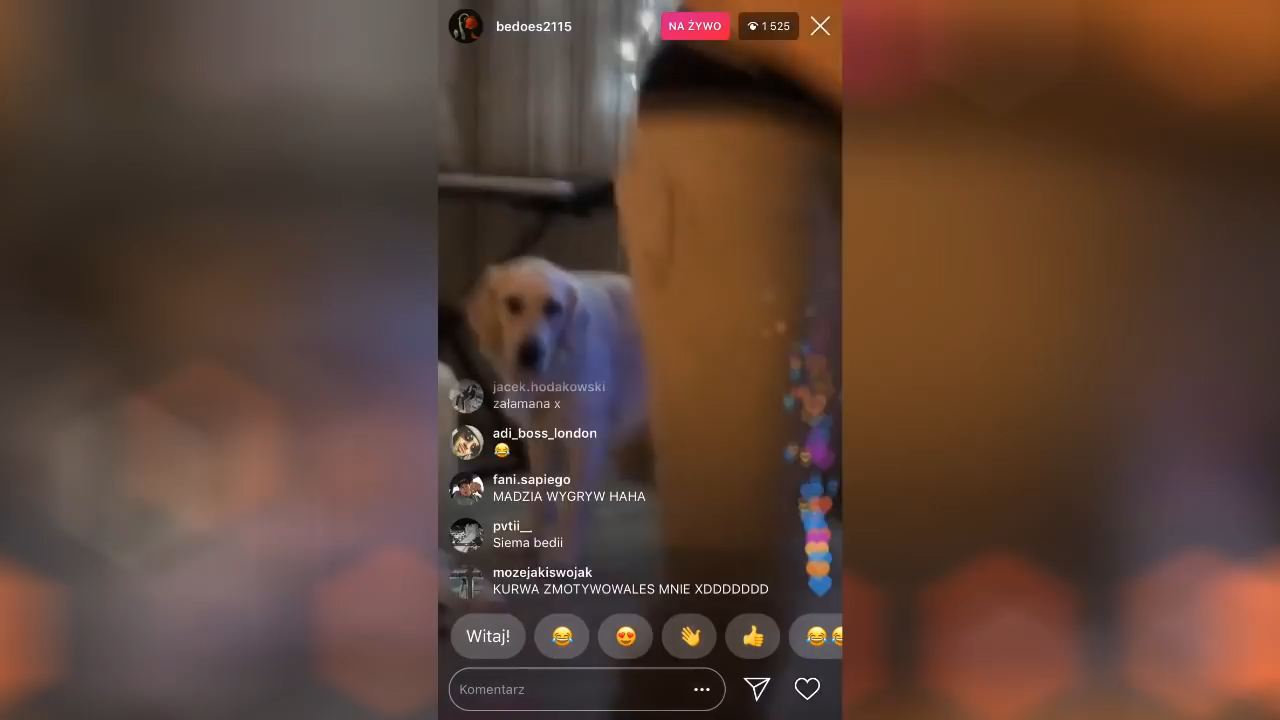 bedoes2115
NA ŻYWO
1 525
jacek.hodakowski
załamana x
adi_boss_london
😂
fani.sapiego
MADZIA WYGRYW HAHA
pvtii__
Siema bedii
mozejakiswojak
KURWA ZMOTYWOWALES MNIE XDDDDDDD
Witaj!
Komentarz